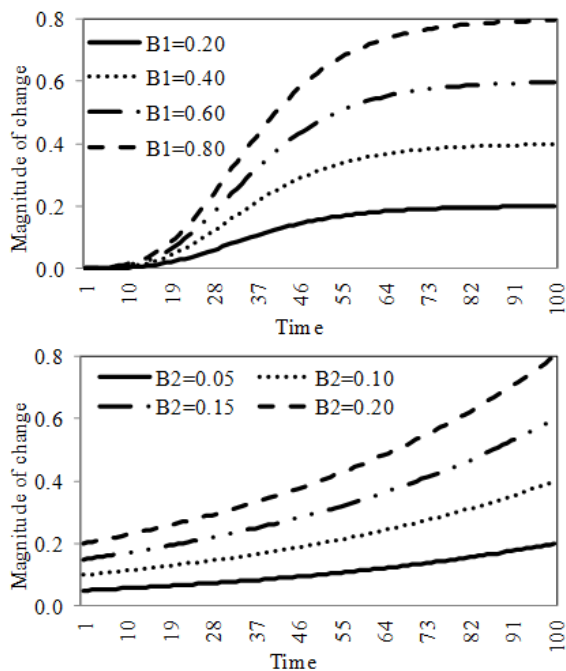 0.8
0.6
0.4
0.2
0.0
Magnitude of change
B1=0.20
B1=0.40
B1=0.60
B1=0.80
1 10 19 28 37 46 55 64 73 82 91 100
Time
0.8
0.6
0.4
0.2
0.0
Magnitude of change
B2=0.05 B2=0.10
B2=0.15 B2=0.20
1 10 19 28 37 46 55 64 73 82 91 100
Time